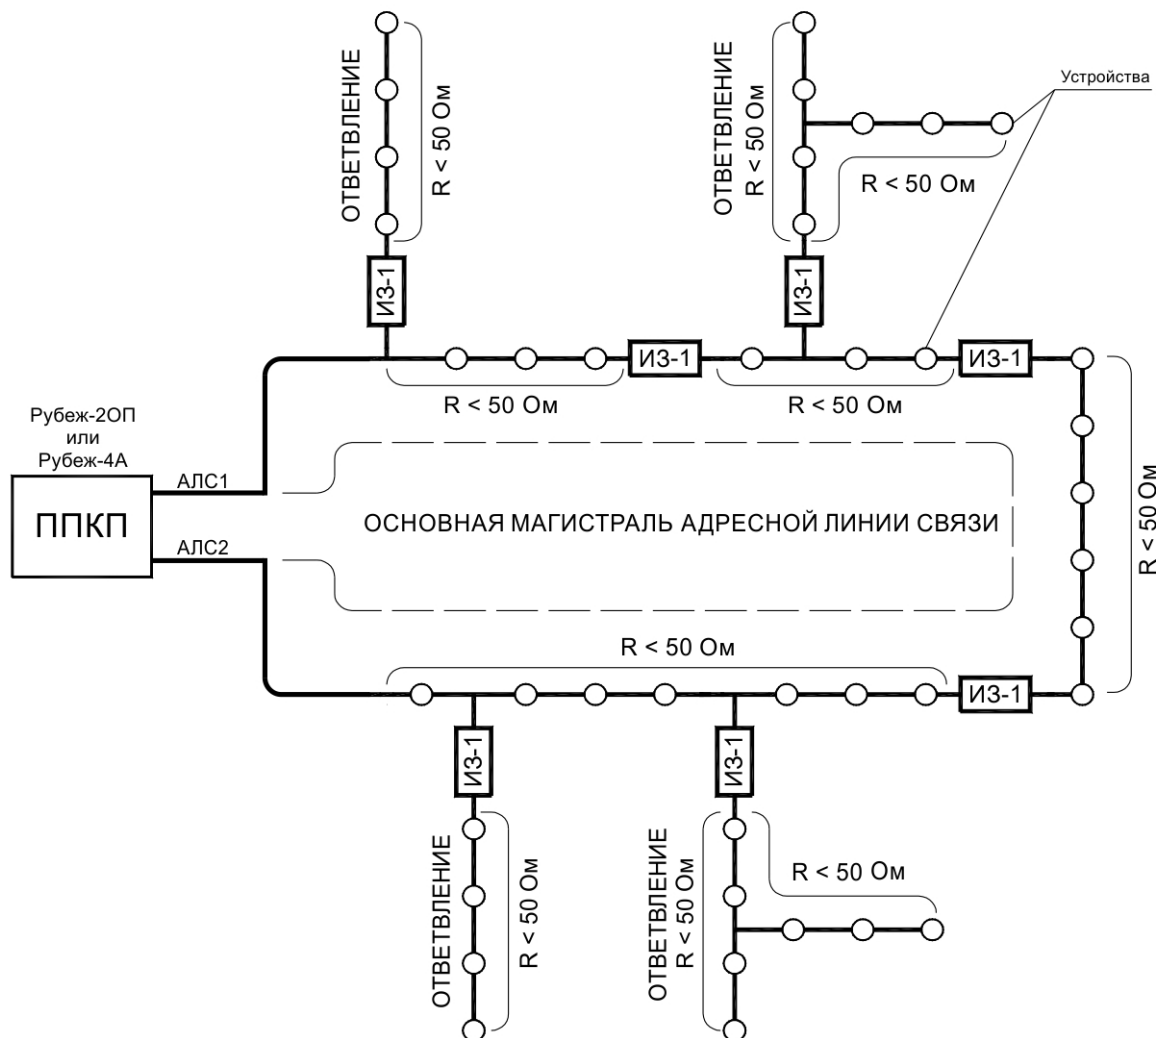 ОТВЕТВЛЕНИЕ
R < 50 Ом
ОТВЕТВЛЕНИЕ
R < 50 Ом
Устройства
R < 50 Ом
ИЗ-1
ИЗ-1
ИЗ-1
ИЗ-1
R < 50 Ом
R < 50 Ом
Рубеж-2ОП
или
Рубеж-4А
ППКП
АЛС1
АЛС2
ОСНОВНАЯ МАГИСТРАЛЬ АДРЕСНОЙ ЛИНИИ СВЯЗИ
R < 50 Ом
R < 50 Ом
ИЗ-1
ИЗ-1
ИЗ-1
ОТВЕТВЛЕНИЕ
R < 50 Ом
ОТВЕТВЛЕНИЕ
R < 50 Ом
R < 50 Ом